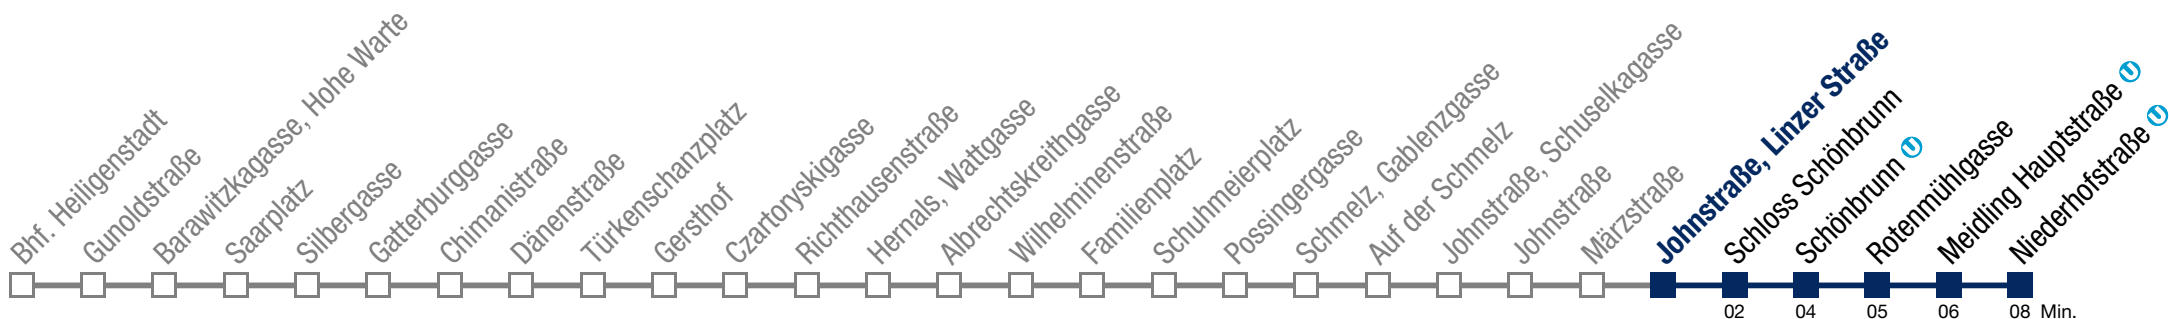 Bhf. Heiligenstadt
Gunoldstraße
Barawitzkagasse, Hohe Warte
Saarplatz
Silbergasse
Gatterburggasse
Chimanistraße
Dänenstraße
Türkenschanzplatz
Gersthof
Czartoryskigasse
Richthausenstraße
Hernals, Wattgasse
Albrechtskreithgasse
Wilhelminenstraße
Familienplatz
Schuhmeierplatz
Possingergasse
Schmelz, Gablenzgasse
Auf der Schmelz
Johnstraße, Schuselkagasse
Johnstraße
Märzstraße
Johnstraße, Linzer Straße
Schloss Schönbrunn
Schönbrunn U
Rotenmühlgasse
Meidling Hauptstraße U
Niederhofstraße U
02 04 05 06 08 Min.